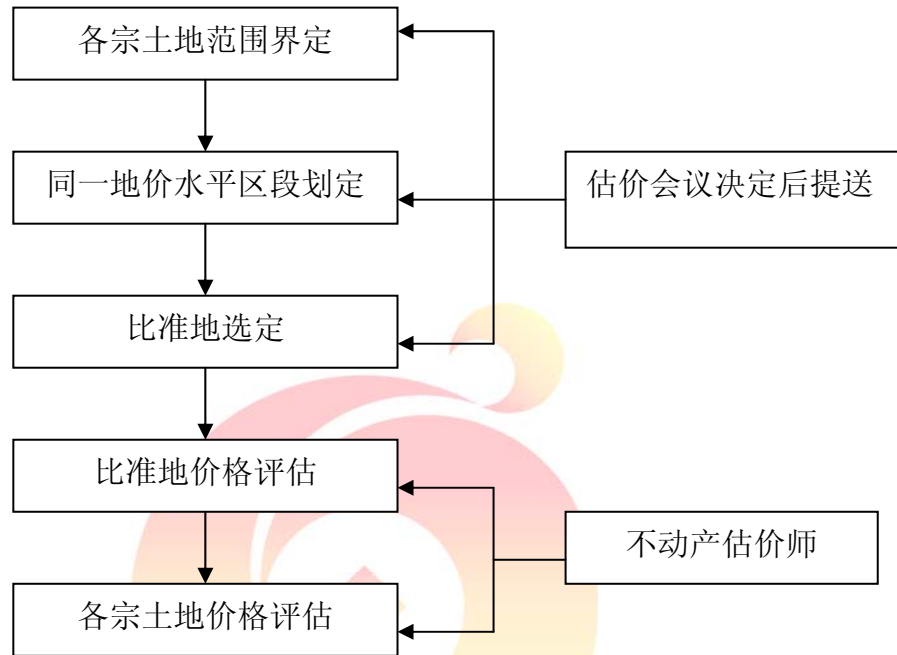 各宗土地范围界定
同一地价水平区段划定
估价会议决定后提送
比准地选定
比准地价格评估
不动产估价师
各宗土地价格评估